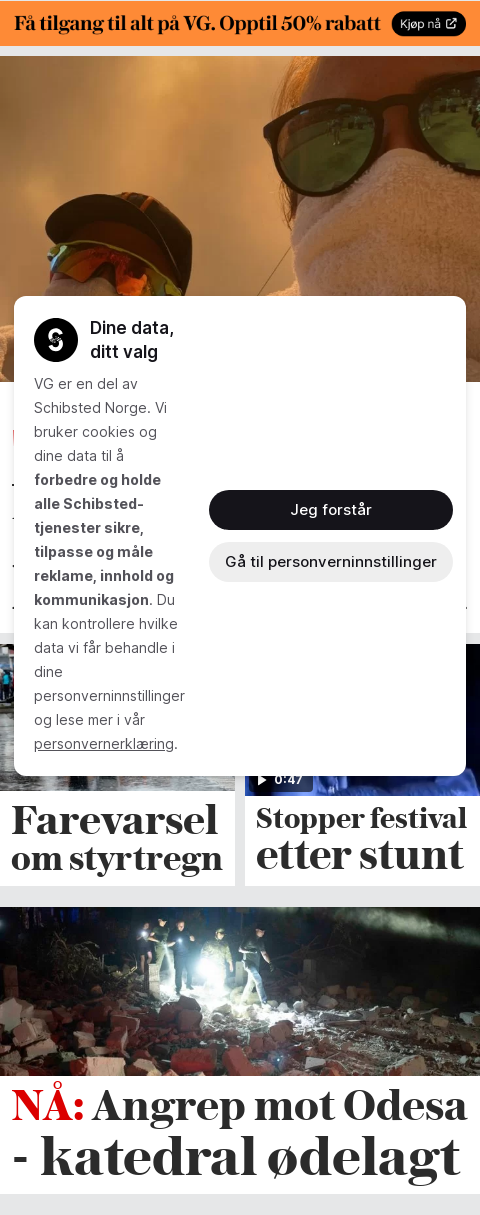 Få tilgang til alt på VG. Opptil 50% rabatt
Kjøp nå
Dine data,
ditt valg
VG er en del av
Schibsted Norge. Vi
bruker cookies og
dine data til å
forbedre og holde
alle Schibsted-
tjenester sikre,
tilpasse og måle
reklame, innhold og
kommunikasjon. Du
kan kontrollere hvilke
data vi får behandle i
dine
personverninnstillinger
og lese mer i vår
personvernerklæring.
Jeg forstår
Gå til personverninnstillinger
Farevarsel
om styrtregn
0:47
Stopper festival
etter stunt
NÅ: Angrep mot Odesa
- katedral ødelagt